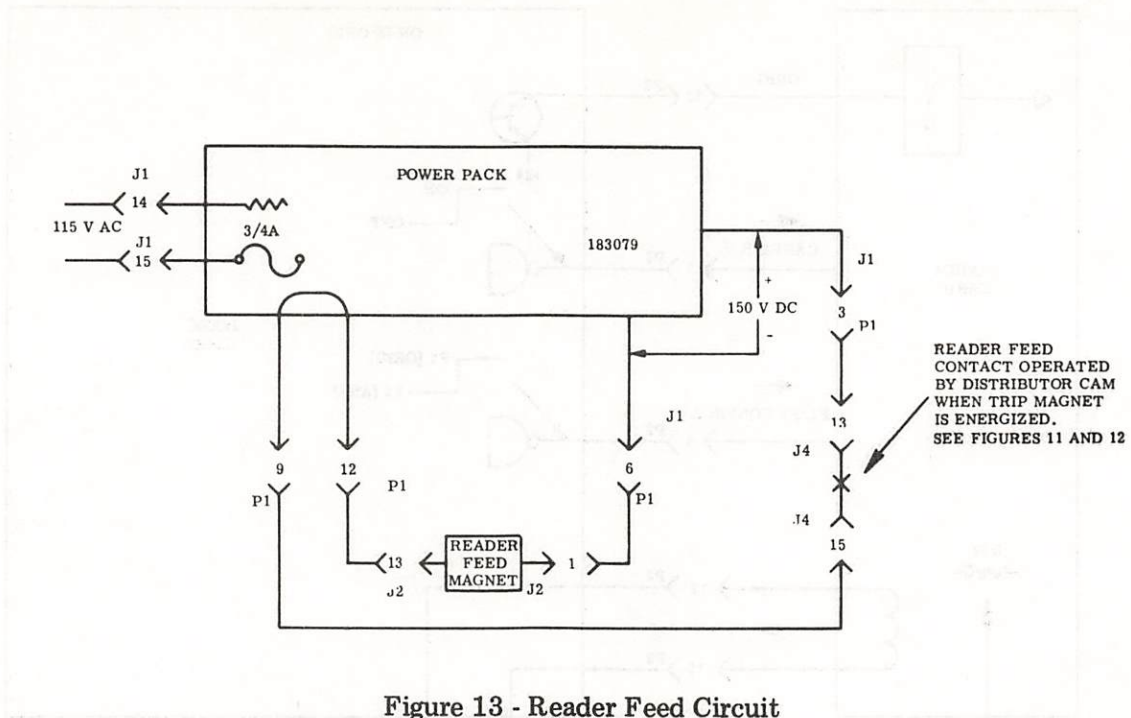 POWER PACK
J1
14
115 V AC
3/4A
J1
15
183079
J1
+
150 V DC
-
3
P1
READER FEED
CONTACT OPERATED
BY DISTRIBUTOR CAM
WHEN TRIP MAGNET
IS ENERGIZED.
SEE FIGURES 11 AND 12
13
J4
J1
9
12
6
P1
P1
P1
J4
15
13
READER
FEED
MAGNET
1
J2
J2
Figure 13 - Reader Feed Circuit